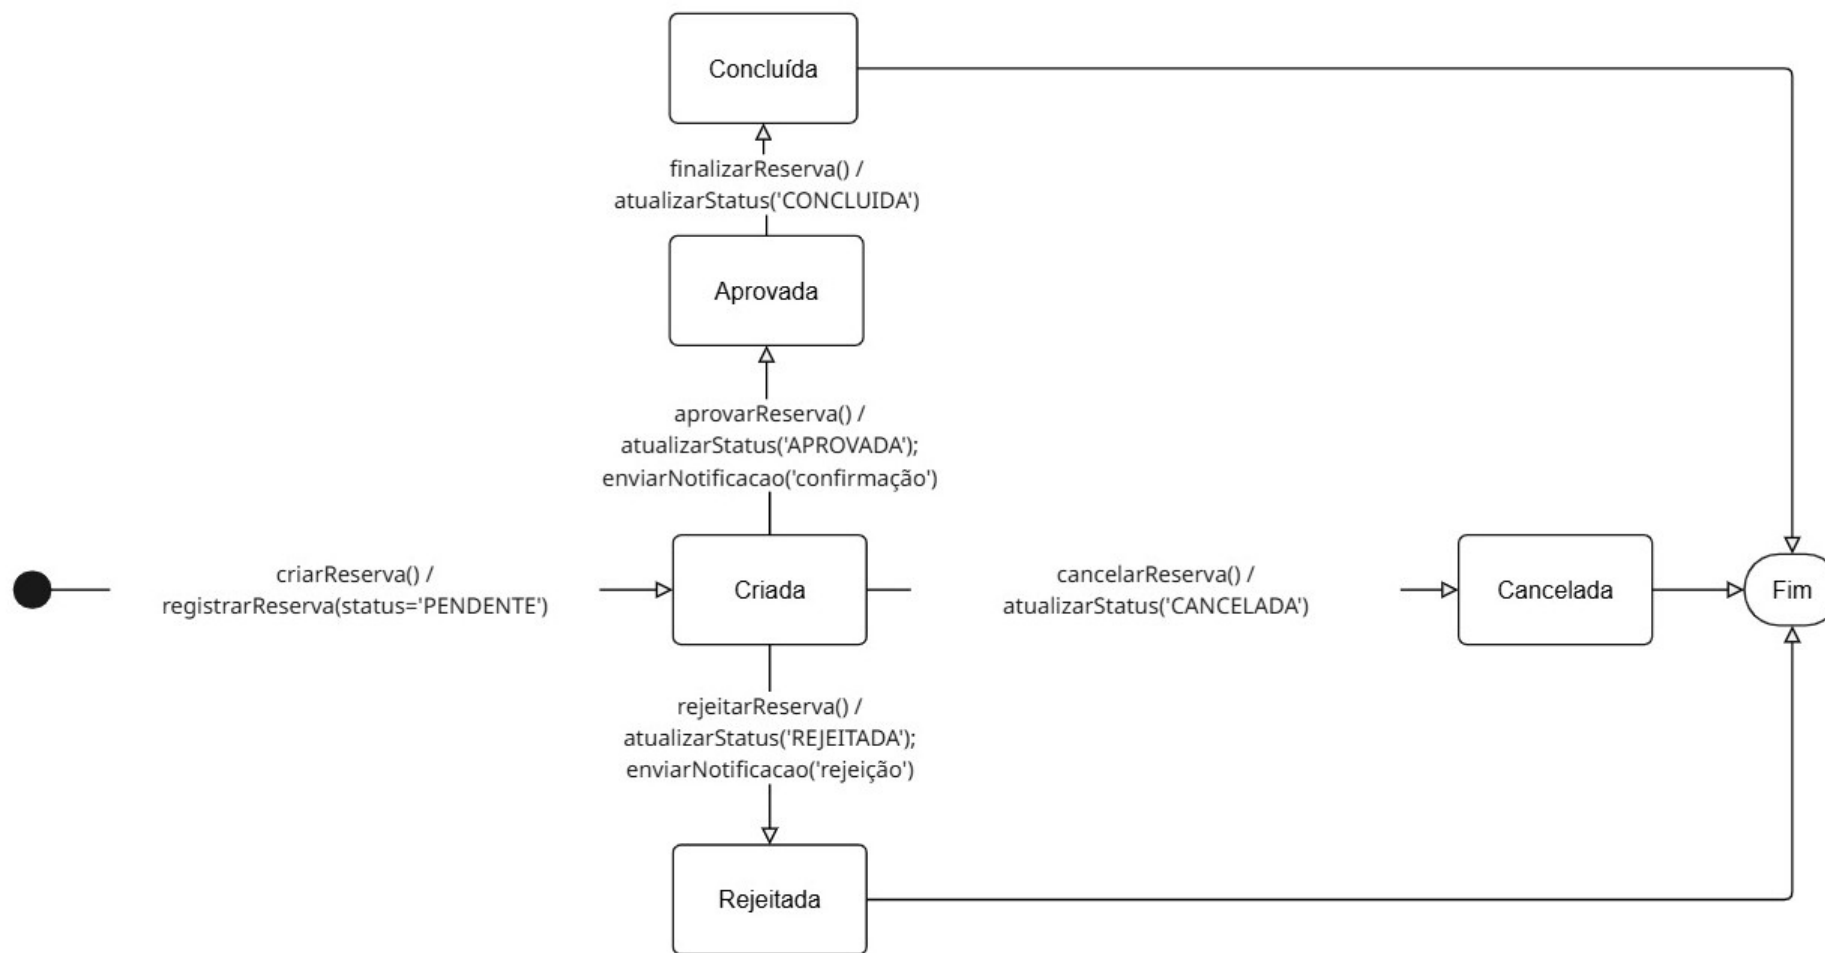 Concluída
finalizarReserva() /
atualizarStatus('CONCLUIDA')
Aprovada
aprovarReserva() /
atualizarStatus('APROVADA');
enviarNotificacao('confirmação')
criarReserva() /
registrarReserva(status='PENDENTE')
Criada
cancelarReserva() /
atualizarStatus('CANCELADA')
Cancelada
Fim
rejeitarReserva() /
atualizarStatus('REJEITADA');
enviarNotificacao('rejeição')
Rejeitada